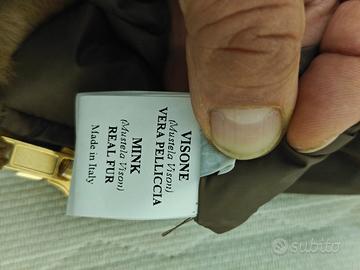 VISONE
(Mustela Vison)
VERA PELLICCIA
MINK
(Mustela Vison)
REAL FUR
Made in Italy
subito